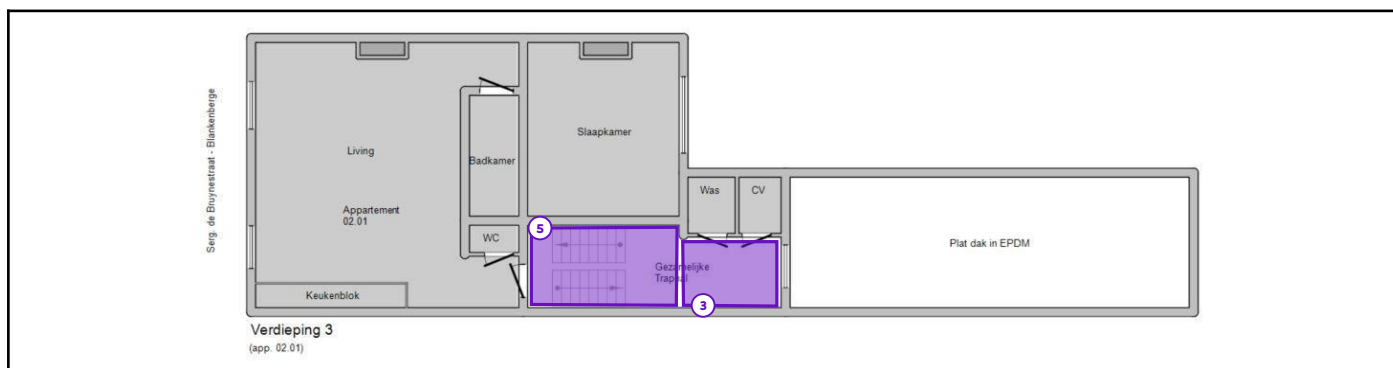 Serg. de Bruynestraat - Blankenberge
Living
Badkamer
Slaapkamer
Appartement
02.01
WC
Was
CV
5
Gezamelijke
Traphal
3
Plat dak in EPDM
Keukenblok
Verdieping 3
(app. 02.01)